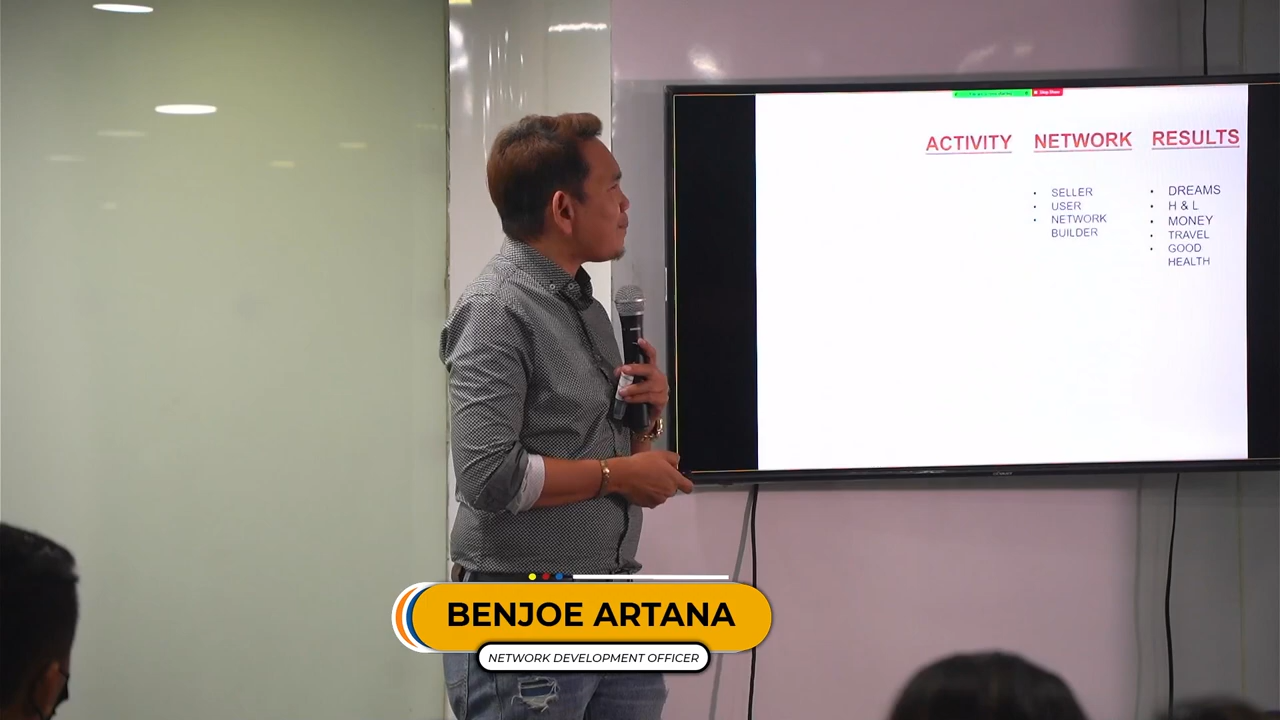 ACTIVITY NETWORK RESULTS
• SELLER
• USER
• NETWORK
BUILDER
• DREAMS
• H & L
• MONEY
• TRAVEL
• GOOD
HEALTH
BENJOE ARTANA
NETWORK DEVELOPMENT OFFICER